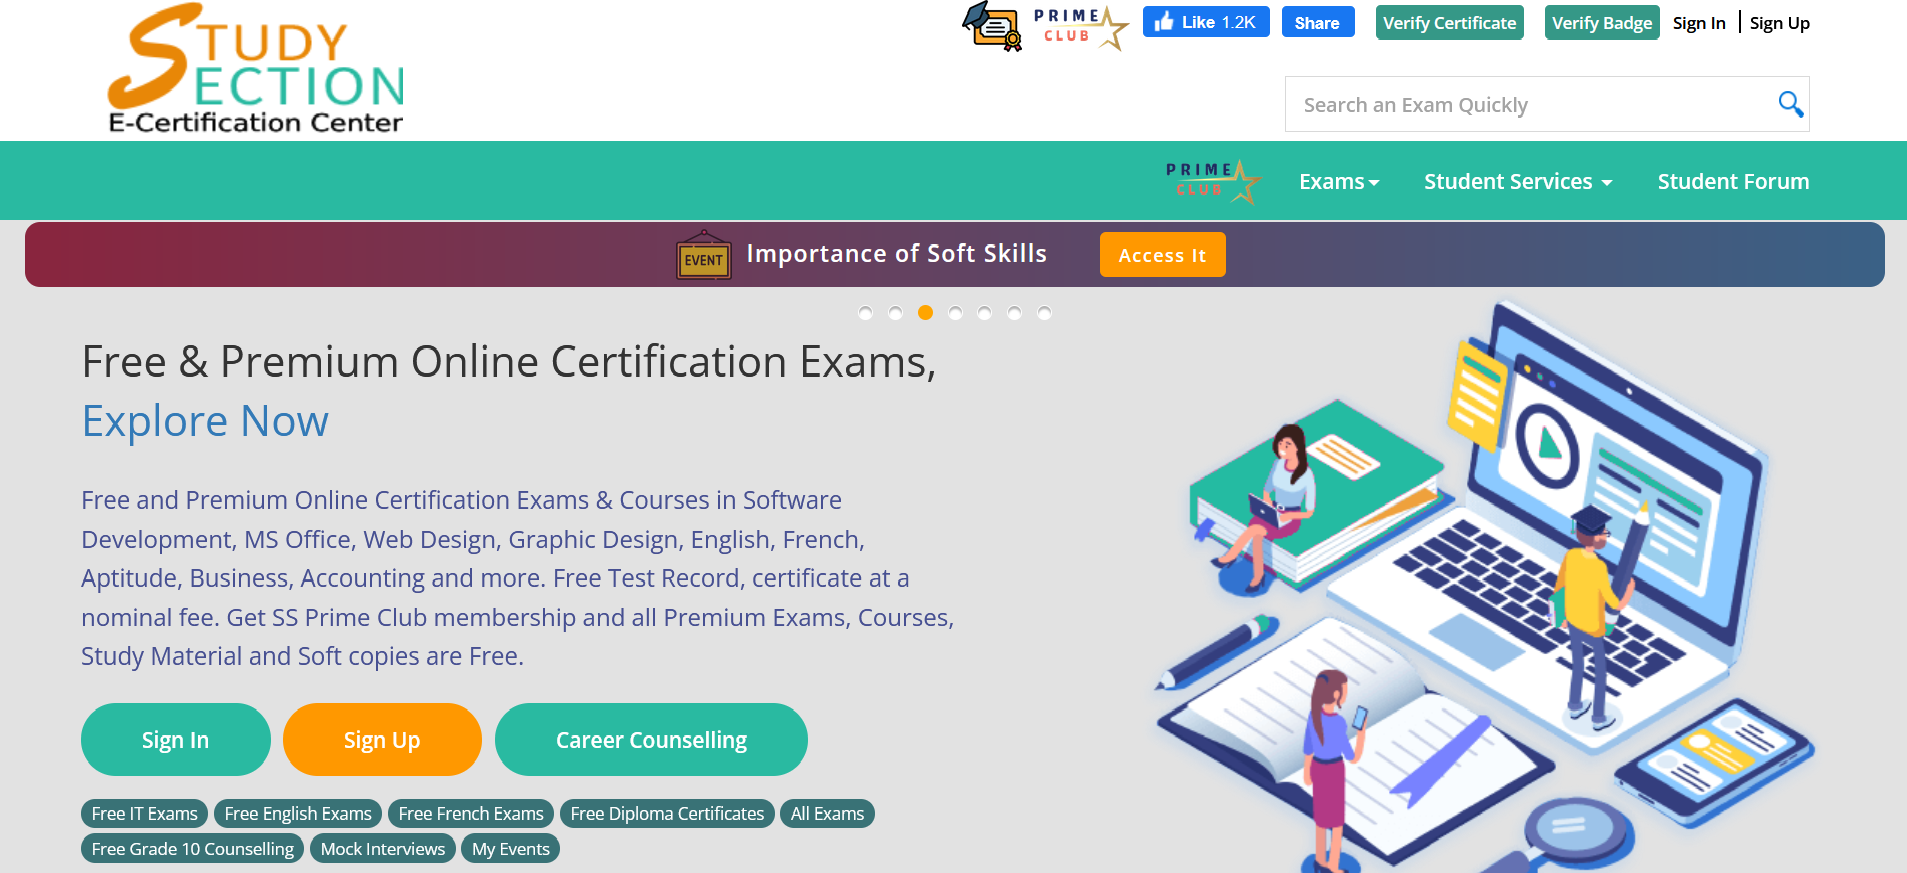 STUDY
SECTION
E-Certification Center
PRIME
CLUB
Like 1.2K
Share
Verify Certificate
Verify Badge
Sign In
Sign Up
Search an Exam Quickly
PRIME
CLUB
Exams
Student Services
Student Forum
EVENT
Importance of Soft Skills
Access It
Free & Premium Online Certification Exams,
Explore Now
Free and Premium Online Certification Exams & Courses in Software
Development, MS Office, Web Design, Graphic Design, English, French,
Aptitude, Business, Accounting and more. Free Test Record, certificate at a
nominal fee. Get SS Prime Club membership and all Premium Exams, Courses,
Study Material and Soft copies are Free.
Sign In
Sign Up
Career Counselling
Free IT Exams
Free English Exams
Free French Exams
Free Diploma Certificates
All Exams
Free Grade 10 Counselling
Mock Interviews
My Events